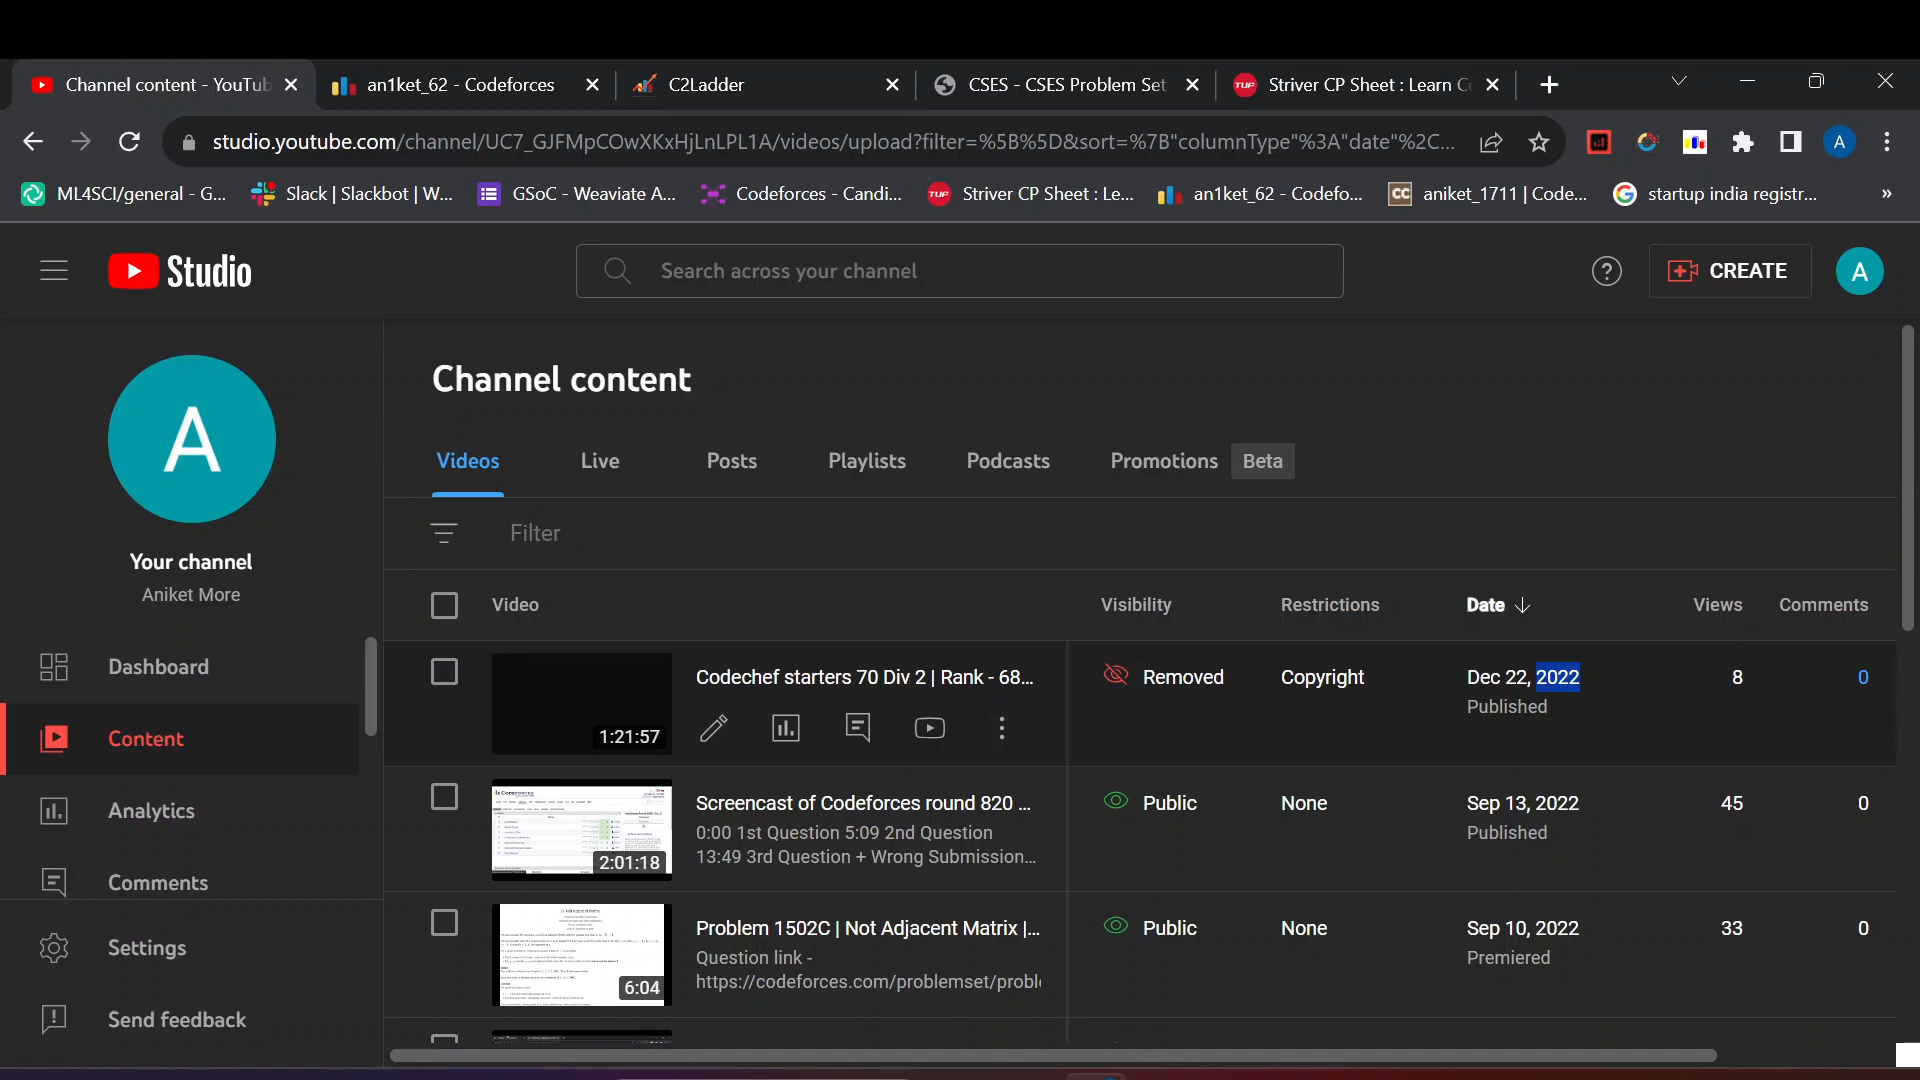 Channel content - YouTub
an1ket_62 - Codeforces
C2Ladder
CSES - CSES Problem Set
Striver CP Sheet : Learn C
studio.youtube.com/channel/UC7_GJFMpCOwXKxHjLnLPL1A/videos/upload?filter=%5B%5D&sort=%7B"columnType"%3A"date"%2C...
A
ML4SCI/general - G...
Slack | Slackbot | W...
GSoC - Weaviate A...
Codeforces - Candi...
Striver CP Sheet : Le...
an1ket_62 - Codefo...
aniket_1711 | Code...
startup india registr...
»
Studio
Search across your channel
CREATE
A
A
Your channel
Aniket More
Dashboard
Content
Analytics
Comments
Settings
Send feedback
Channel content
Videos Live Posts Playlists Podcasts Promotions Beta
Filter
Video Visibility Restrictions Date Views Comments
1:21:57
Codechef starters 70 Div 2 | Rank - 68...
Removed Copyright Dec 22, 2022 8 0
Published
2:01:18
Screencast of Codeforces round 820 ...
0:00 1st Question 5:09 2nd Question
13:49 3rd Question + Wrong Submission...
Public None Sep 13, 2022 45 0
Published
6:04
Problem 1502C | Not Adjacent Matrix |...
Question link -
https://codeforces.com/problemset/probl
Public None Sep 10, 2022 33 0
Premiered